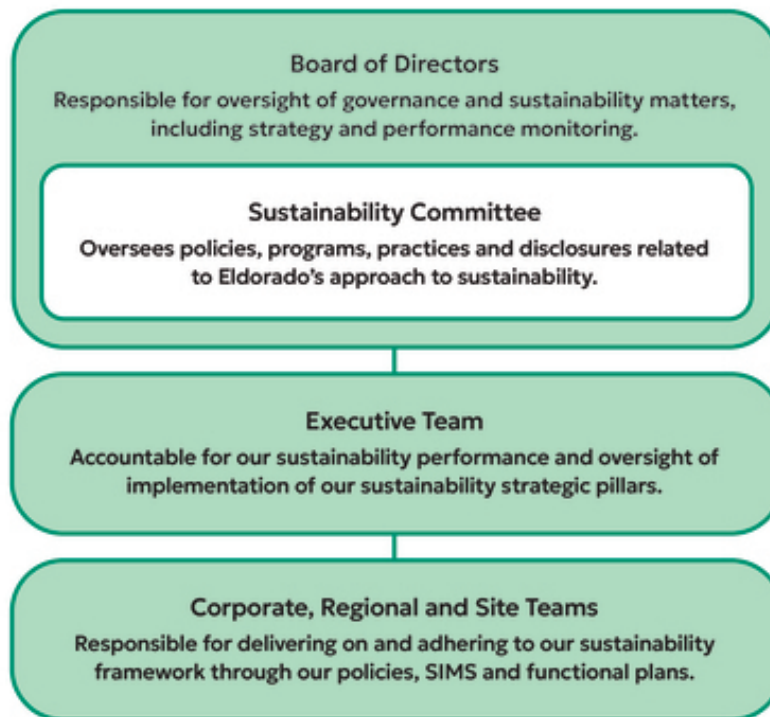 Board of Directors
Responsible for oversight of governance and sustainability matters,
including strategy and performance monitoring.
Sustainability Committee
Oversees policies, programs, practices and disclosures related
to Eldorado’s approach to sustainability.
Executive Team
Accountable for our sustainability performance and oversight of
implementation of our sustainability strategic pillars.
Corporate, Regional and Site Teams
Responsible for delivering on and adhering to our sustainability
framework through our policies, SIMS and functional plans.